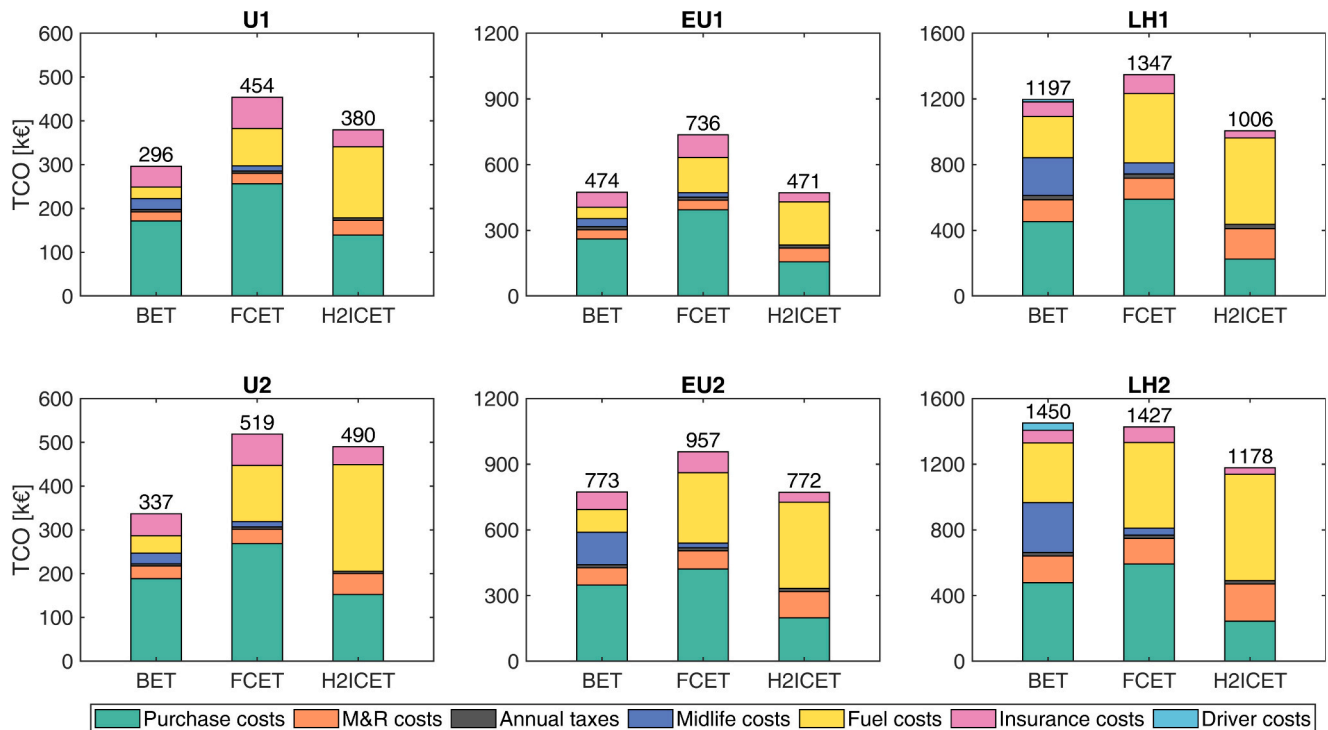 U1 EU1 LH1
600 1200 1600
1347
500 454 1197
900 1200
400 380 736 1006
TCO [k€]
300 296 600 800
474 471
200
300 400
100
0 0 0
BET FCET H2ICET BET FCET H2ICET BET FCET H2ICET
U2 EU2 LH2
600 1200 1600
519 1450 1427
500 490 957
900 1200 1178
400 773 772
337
TCO [k€]
300 600 800
200
300 400
100
0 0 0
BET FCET H2ICET BET FCET H2ICET BET FCET H2ICET
Purchase costs M&R costs Annual taxes Midlife costs Fuel costs Insurance costs Driver costs